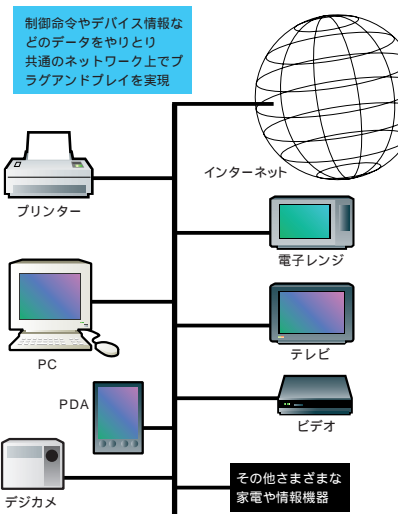 制御命令やデバイス情報な
どのデータをやりとり
共通のネットワーク上でプ
ラグアンドプレイを実現
インターネット
プリンター
電子レンジ
PC
テレビ
PDA
ビデオ
デジカメ
その他さまざまな
家電や情報機器